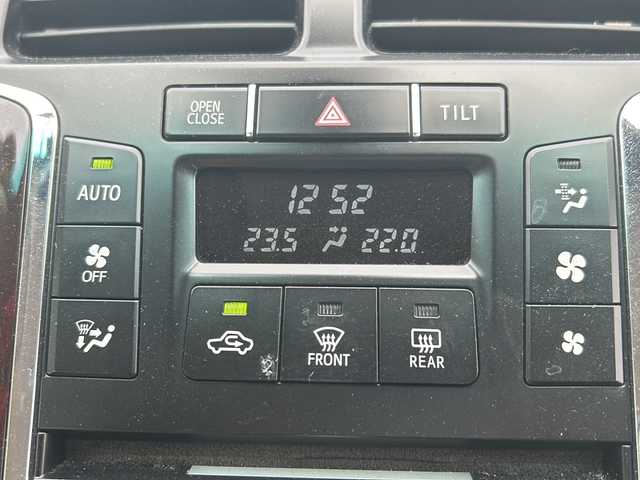 OPEN
CLOSE
TILT
AUTO
12 52
23.5 22.0
OFF
FRONT
REAR